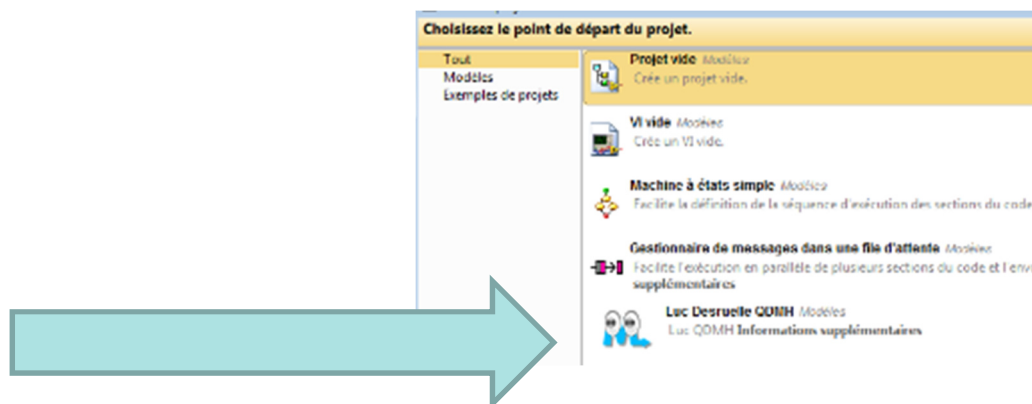 Choisissez le point de départ du projet.
Tout
Modèles
Exemples de projets
Projet vide Modèles
Crée un projet vide.
VI vide Modèles
Crée un VI vide.
Machine à états simple Modèles
Facilite la définition de la séquence d'exécution des sections du code
Gestionnaire de messages dans une file d'attente Modèles
Facilite l'exécution en parallèle de plusieurs sections du code et l'envi
supplémentaires
Luc Desruelle QDMH Modèles
Luc QDMH Informations supplémentaires